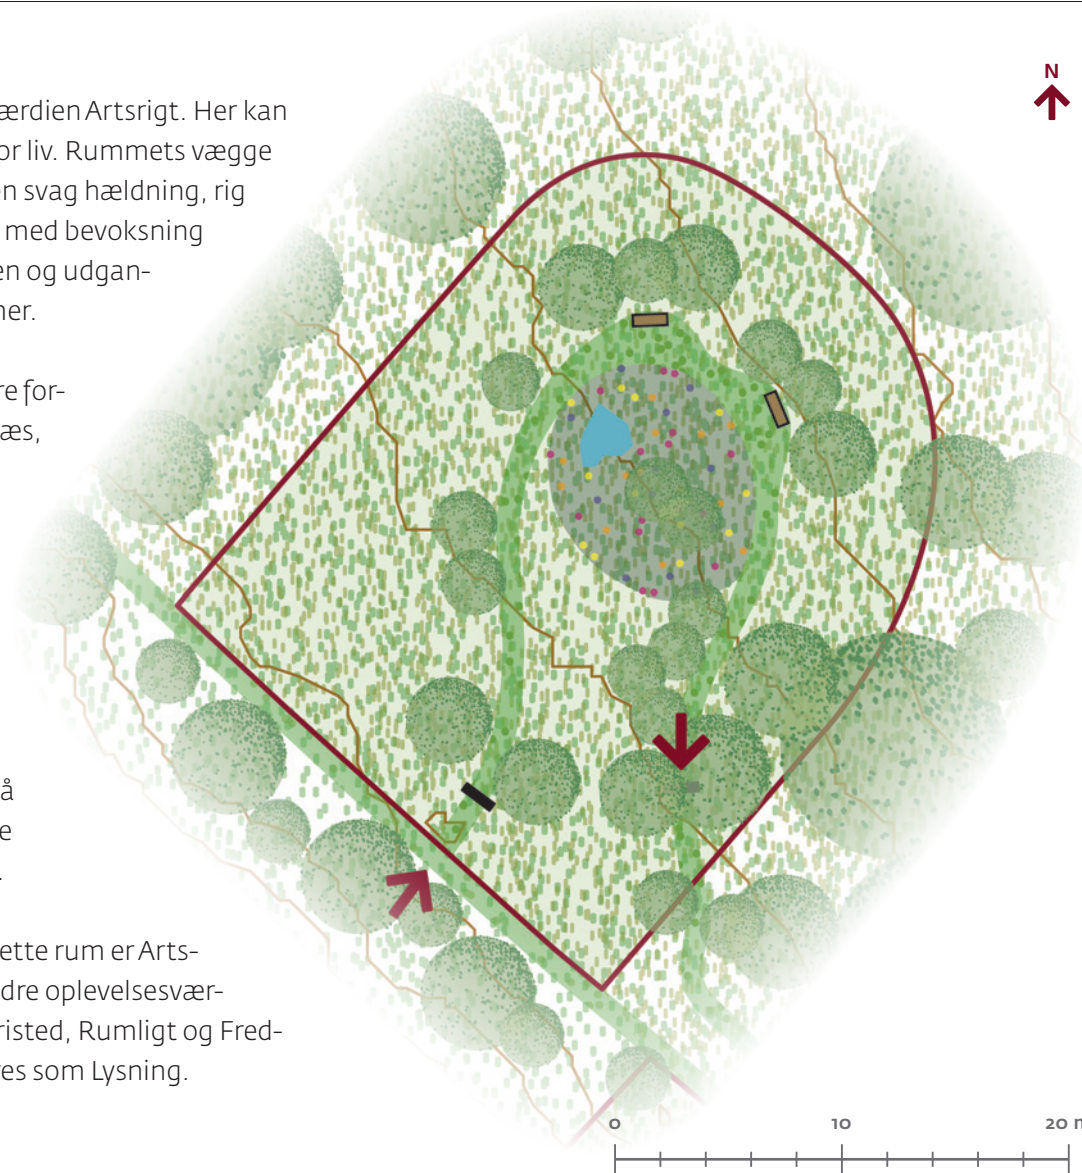 ærdien Artsrigt. Her kan
or liv. Rummets vægge
en svag hældning, rig
med bevoksning
en og udgan-
ner.
re for-
æs,
å
e
.
ette rum er Arts-
dre oplevelsesvær-
risted, Rumligt og Fred-
res som Lysning.
N
0 10 20 m